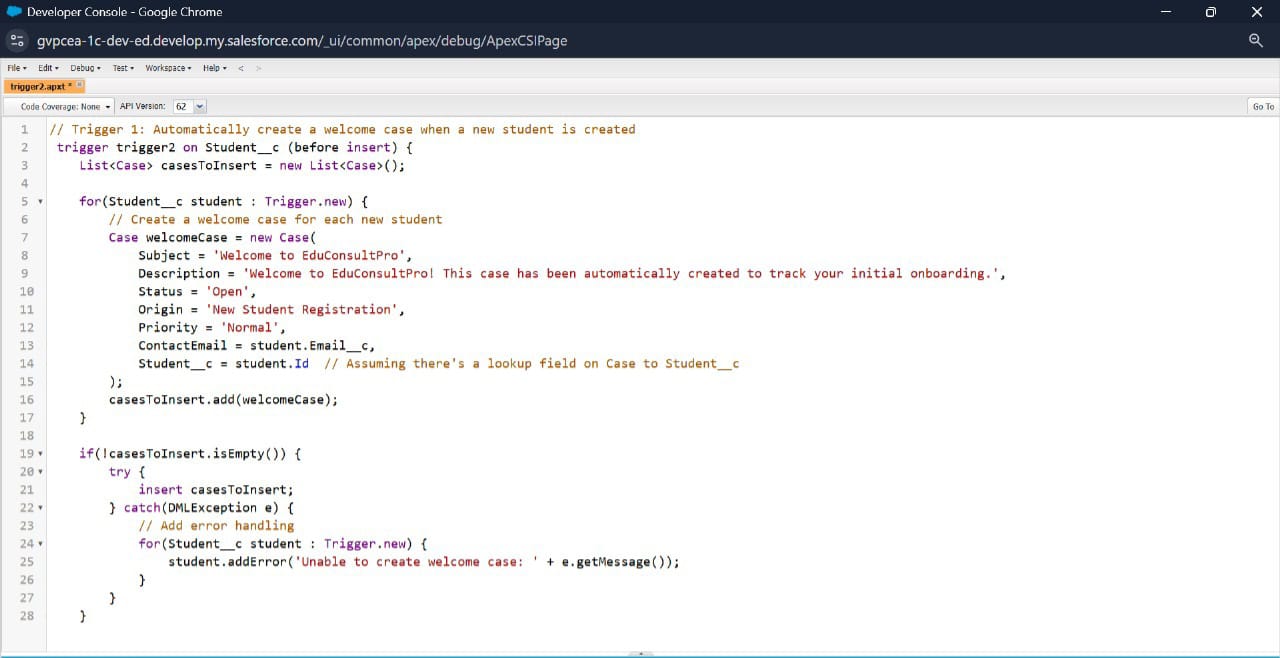 Developer Console - Google Chrome
gvpcea-1c-dev-ed.develop.my.salesforce.com/_ui/common/apex/debug/ApexCSIPage
File Edit Debug Test Workspace Help < >
trigger2.apxt *
Code Coverage: None API Version: 62 Go To
1 // Trigger 1: Automatically create a welcome case when a new student is created
2 trigger trigger2 on Student__c (before insert) {
3 List<Case> casesToInsert = new List<Case>();
4
5 for(Student__c student : Trigger.new) {
6 // Create a welcome case for each new student
7 Case welcomeCase = new Case(
8 Subject = 'Welcome to EduConsultPro',
9 Description = 'Welcome to EduConsultPro! This case has been automatically created to track your initial onboarding.',
10 Status = 'Open',
11 Origin = 'New Student Registration',
12 Priority = 'Normal',
13 ContactEmail = student.Email__c,
14 Student__c = student.Id // Assuming there's a lookup field on Case to Student__c
15 );
16 casesToInsert.add(welcomeCase);
17 }
18
19 if(!casesToInsert.isEmpty()) {
20 try {
21 insert casesToInsert;
22 } catch(DMLException e) {
23 // Add error handling
24 for(Student__c student : Trigger.new) {
25 student.addError('Unable to create welcome case: ' + e.getMessage());
26 }
27 }
28 }